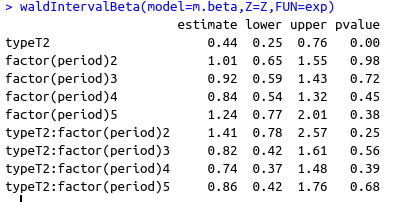 > waldIntervalBeta(model=m.beta,Z=Z,FUN=exp)
estimate lower upper pvalue
typeT2 0.44 0.25 0.76 0.00
factor(period)2 1.01 0.65 1.55 0.98
factor(period)3 0.92 0.59 1.43 0.72
factor(period)4 0.84 0.54 1.32 0.45
factor(period)5 1.24 0.77 2.01 0.38
typeT2:factor(period)2 1.41 0.78 2.57 0.25
typeT2:factor(period)3 0.82 0.42 1.61 0.56
typeT2:factor(period)4 0.74 0.37 1.48 0.39
typeT2:factor(period)5 0.86 0.42 1.76 0.68